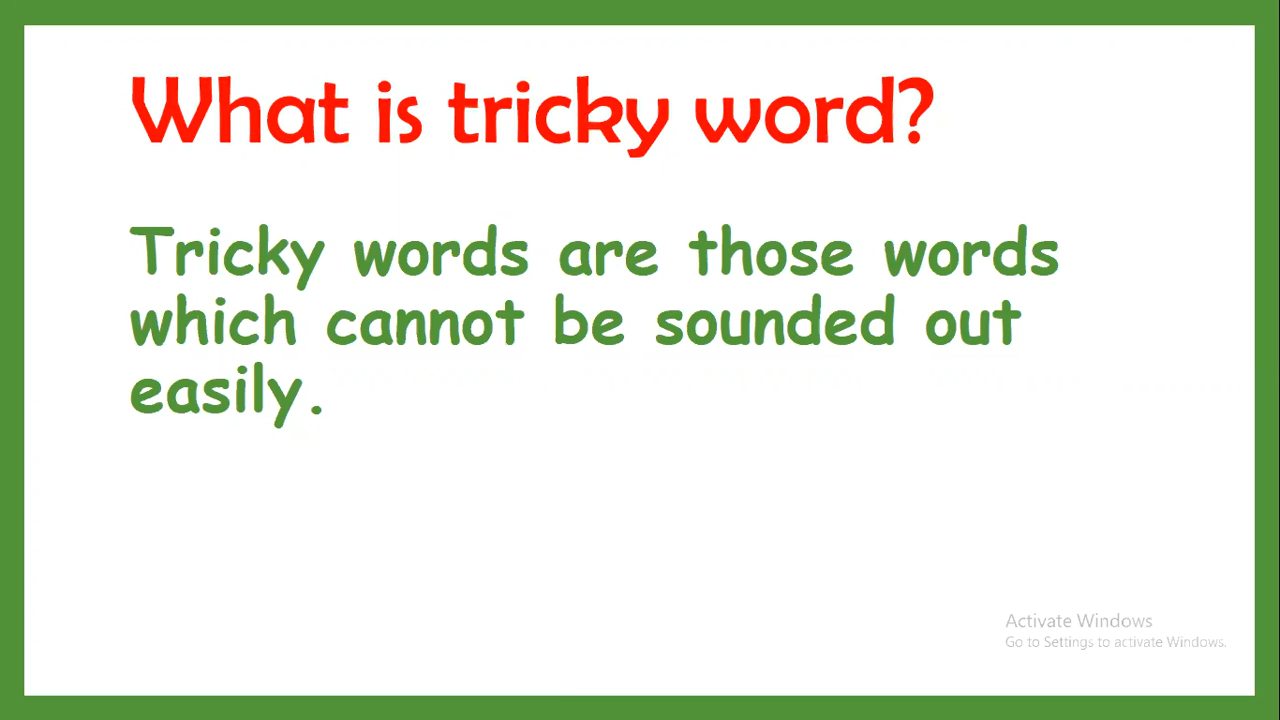 What is tricky word?
Tricky words are those words
which cannot be sounded out
easily.
Activate Windows
Go to Settings to activate Windows.